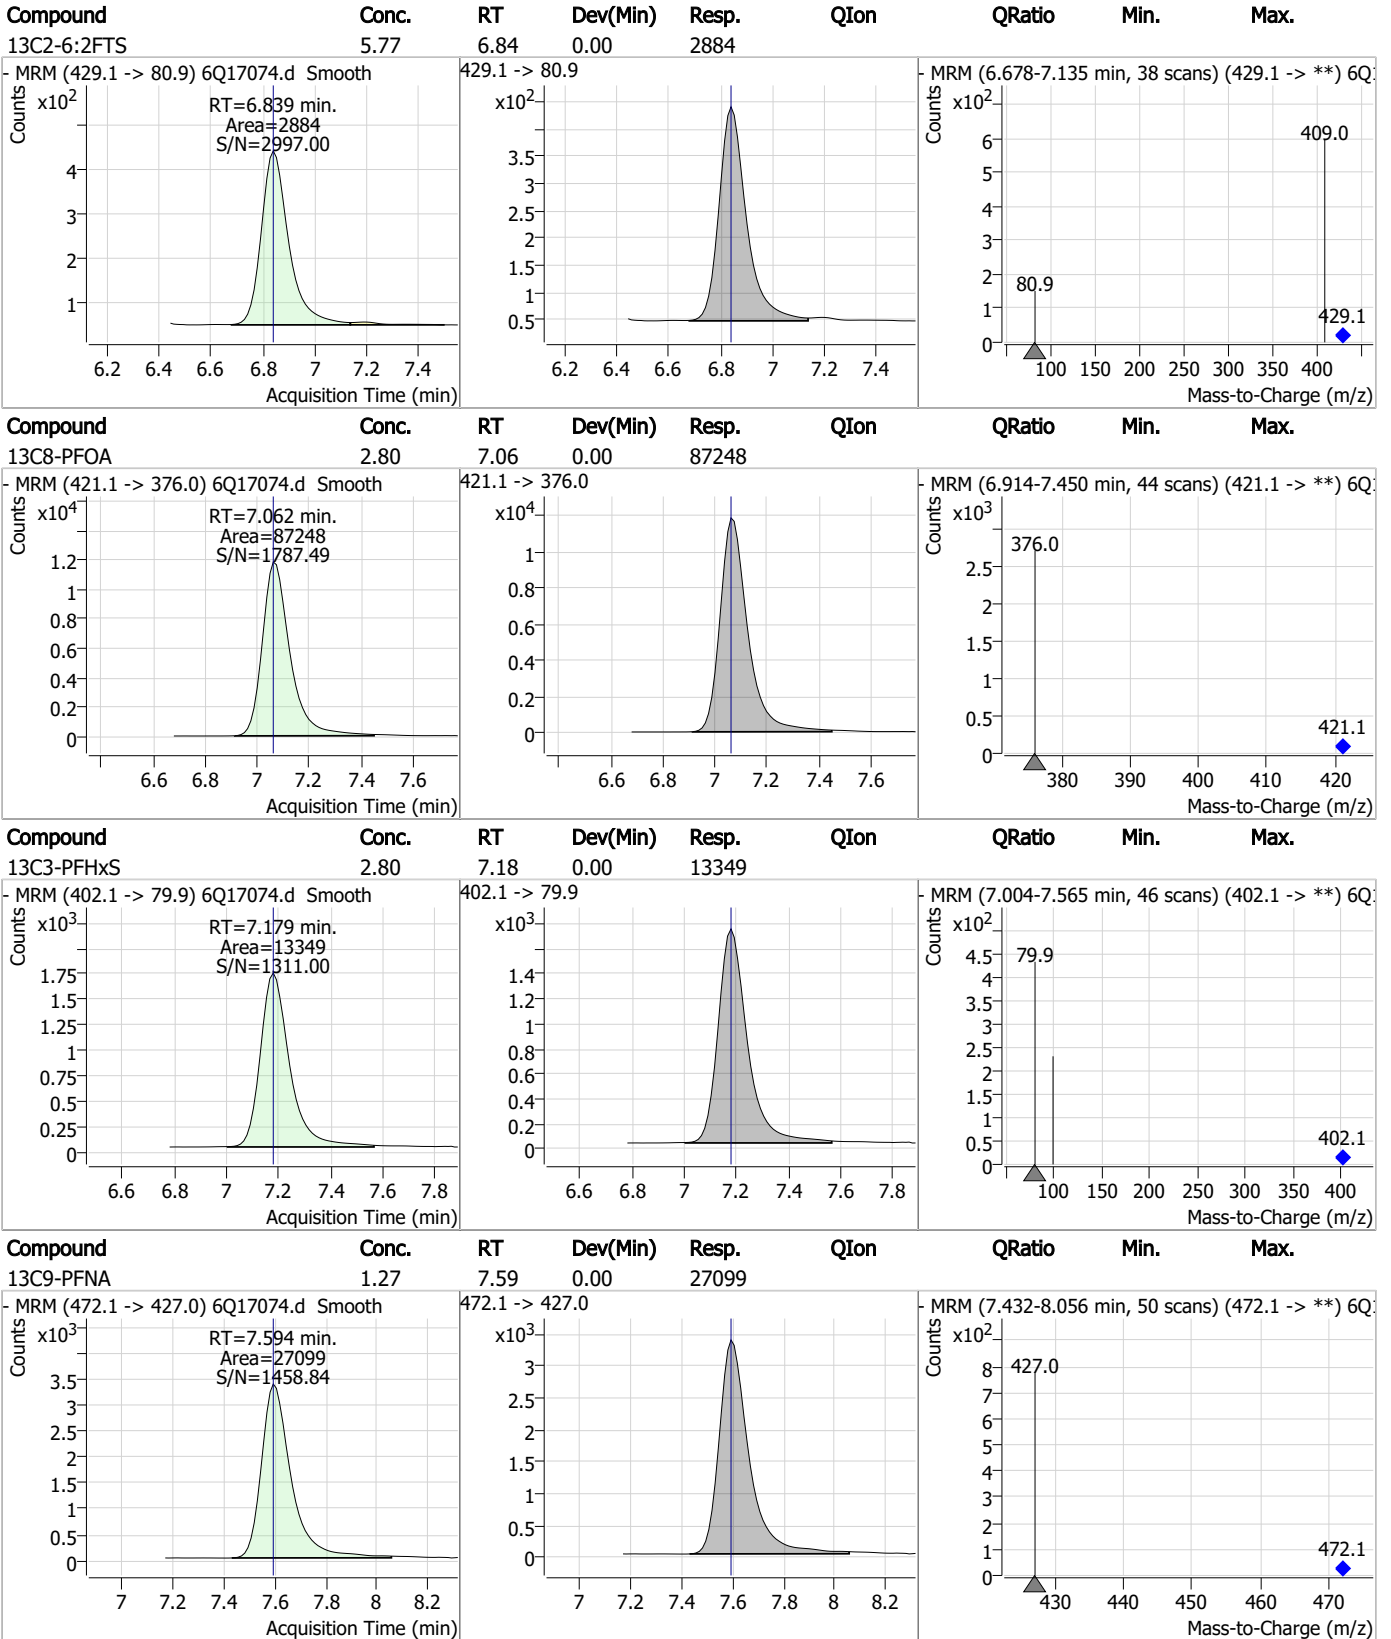 Compound Conc. RT Dev(Min) Resp. QIon QRatio Min. Max.
13C2-6:2FTS 5.77 6.84 0.00 2884
- MRM (429.1 -> 80.9) 6Q17074.d Smooth
Counts
x10^2
RT=6.839 min.
Area=2884
S/N=2997.00
4
3
2
1
6.2 6.4 6.6 6.8 7 7.2 7.4
Acquisition Time (min)
429.1 -> 80.9
x10^2
3.5
3
2.5
2
1.5
1
0.5
6.2 6.4 6.6 6.8 7 7.2 7.4
- MRM (6.678-7.135 min, 38 scans) (429.1 -> **) 6Q1
Counts
x10^2
409.0
6
5
4
3
2
80.9
1
429.1
0
100 150 200 250 300 350 400
Mass-to-Charge (m/z)
Compound Conc. RT Dev(Min) Resp. QIon QRatio Min. Max.
13C8-PFOA 2.80 7.06 0.00 87248
- MRM (421.1 -> 376.0) 6Q17074.d Smooth
Counts
x10^4
RT=7.062 min.
Area=87248
S/N=1787.49
1.2
1
0.8
0.6
0.4
0.2
0
6.6 6.8 7 7.2 7.4 7.6
Acquisition Time (min)
421.1 -> 376.0
x10^4
1
0.8
0.6
0.4
0.2
0
6.6 6.8 7 7.2 7.4 7.6
- MRM (6.914-7.450 min, 44 scans) (421.1 -> **) 6Q1
Counts
x10^3
376.0
2.5
2
1.5
1
0.5
421.1
0
380 390 400 410 420
Mass-to-Charge (m/z)
Compound Conc. RT Dev(Min) Resp. QIon QRatio Min. Max.
13C3-PFHxS 2.80 7.18 0.00 13349
- MRM (402.1 -> 79.9) 6Q17074.d Smooth
Counts
x10^3
RT=7.179 min.
Area=13349
S/N=1311.00
1.75
1.5
1.25
1
0.75
0.5
0.25
0
6.6 6.8 7 7.2 7.4 7.6 7.8
Acquisition Time (min)
402.1 -> 79.9
x10^3
1.4
1.2
1
0.8
0.6
0.4
0.2
0
6.6 6.8 7 7.2 7.4 7.6 7.8
- MRM (7.004-7.565 min, 46 scans) (402.1 -> **) 6Q1
Counts
x10^2
4.5
79.9
4
3.5
3
2.5
2
1.5
1
0.5
402.1
0
100 150 200 250 300 350 400
Mass-to-Charge (m/z)
Compound Conc. RT Dev(Min) Resp. QIon QRatio Min. Max.
13C9-PFNA 1.27 7.59 0.00 27099
- MRM (472.1 -> 427.0) 6Q17074.d Smooth
Counts
x10^3
RT=7.594 min.
Area=27099
S/N=1458.84
3.5
3
2.5
2
1.5
1
0.5
0
7 7.2 7.4 7.6 7.8 8 8.2
Acquisition Time (min)
472.1 -> 427.0
x10^3
3
2.5
2
1.5
1
0.5
0
7 7.2 7.4 7.6 7.8 8 8.2
- MRM (7.432-8.056 min, 50 scans) (472.1 -> **) 6Q1
Counts
x10^2
427.0
8
7
6
5
4
3
2
1
472.1
0
430 440 450 460 470
Mass-to-Charge (m/z)